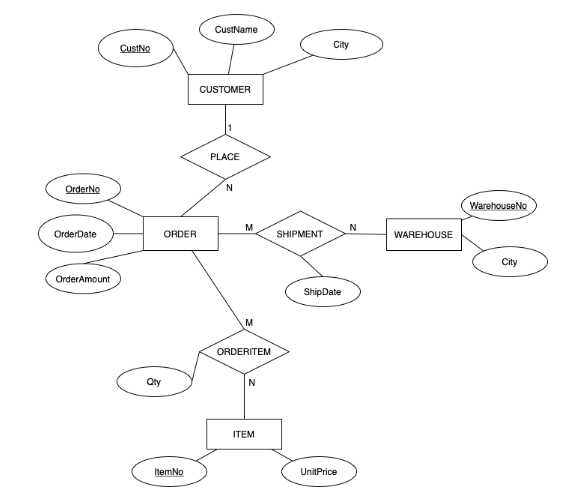 CustName
CustNo
City
CUSTOMER
1
PLACE
N
OrderNo
WarehouseNo
OrderDate
ORDER
M
SHIPMENT
N
WAREHOUSE
City
OrderAmount
ShipDate
M
ORDERITEM
Qty
N
ITEM
ItemNo
UnitPrice